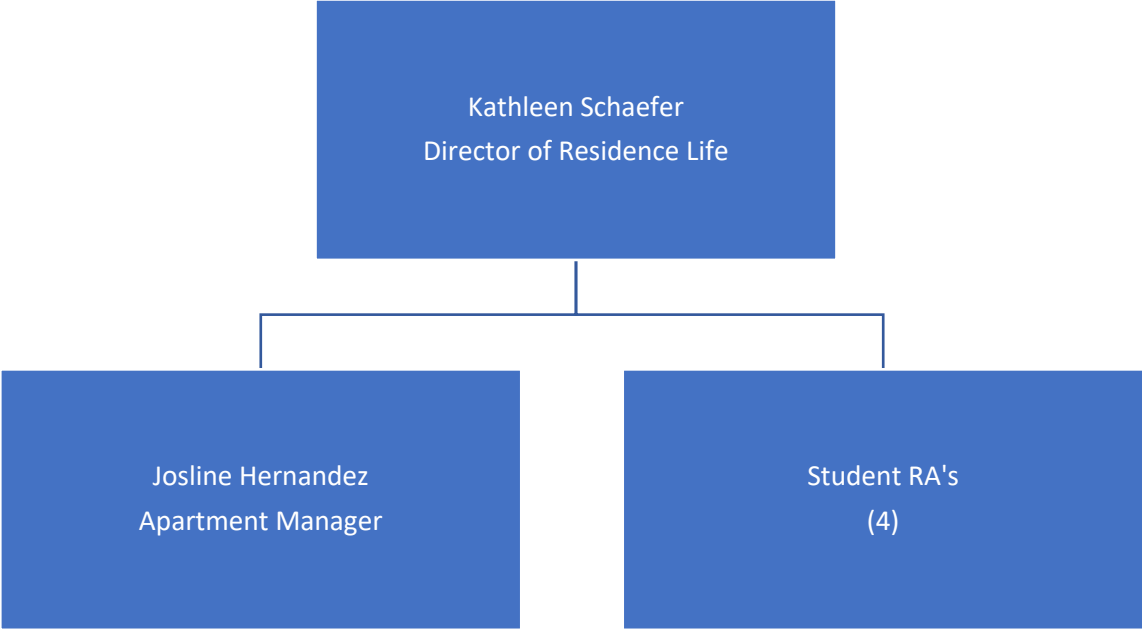 Kathleen Schaefer
Director of Residence Life
Josline Hernandez
Apartment Manager
Student RA's
(4)